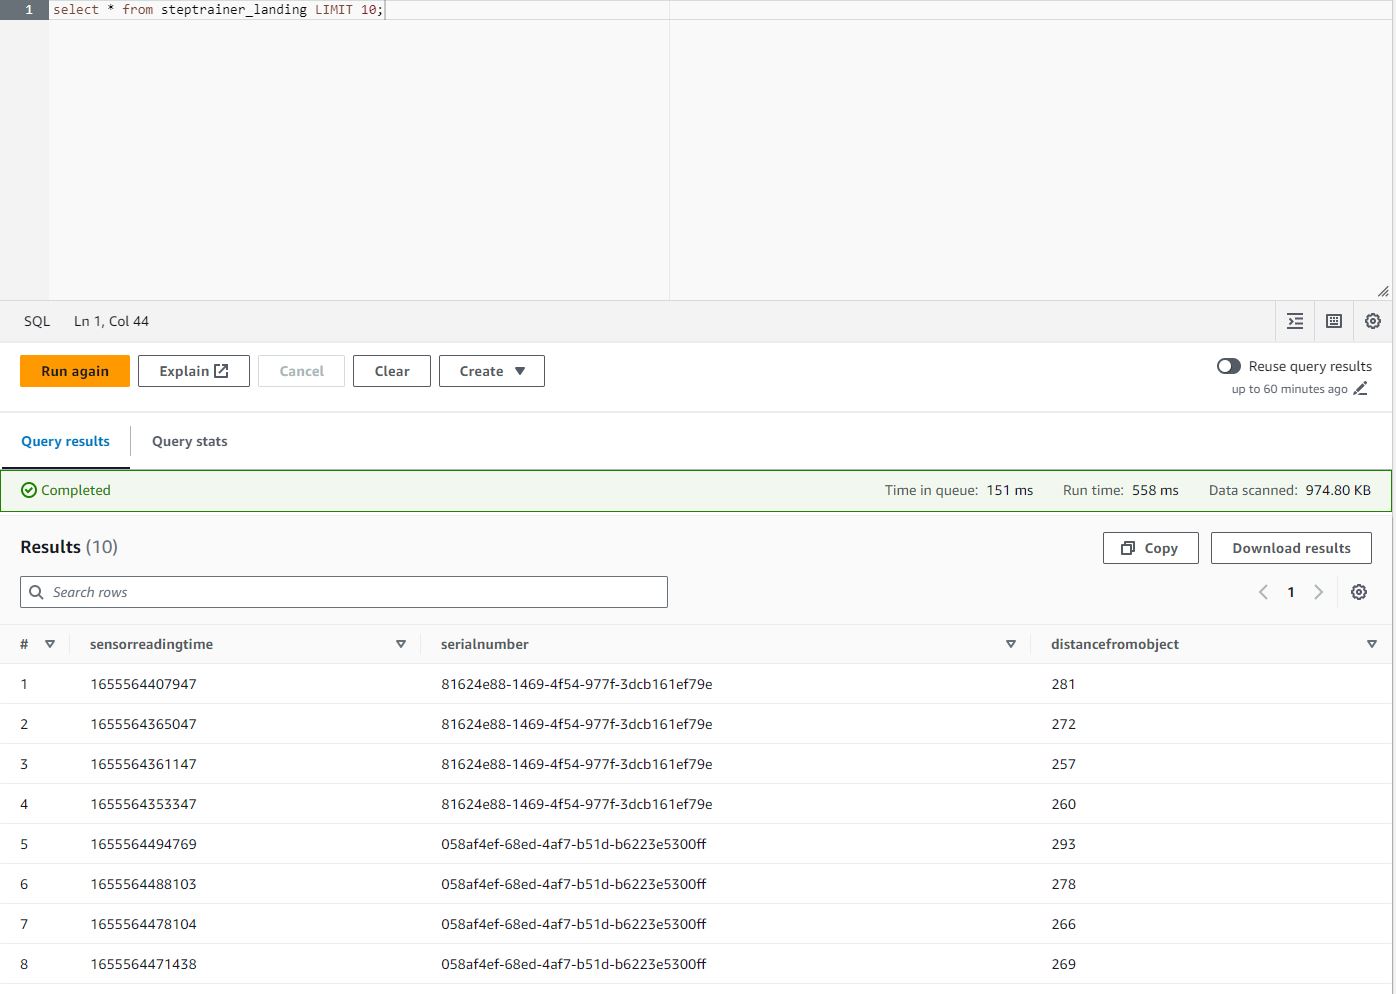 1 select * from steptrainer_landing LIMIT 10;
SQL Ln 1, Col 44
Run again Explain Cancel Clear Create Reuse query results
up to 60 minutes ago
Query results Query stats
Completed Time in queue: 151 ms Run time: 558 ms Data scanned: 974.80 KB
Results (10) Copy Download results
Search rows 1
# sensorreadingtime serialnumber distancefromobject
1 1655564407947 81624e88-1469-4f54-977f-3dcb161ef79e 281
2 1655564365047 81624e88-1469-4f54-977f-3dcb161ef79e 272
3 1655564361147 81624e88-1469-4f54-977f-3dcb161ef79e 257
4 1655564353347 81624e88-1469-4f54-977f-3dcb161ef79e 260
5 1655564494769 058af4ef-68ed-4af7-b51d-b6223e5300ff 293
6 1655564488103 058af4ef-68ed-4af7-b51d-b6223e5300ff 278
7 1655564478104 058af4ef-68ed-4af7-b51d-b6223e5300ff 266
8 1655564471438 058af4ef-68ed-4af7-b51d-b6223e5300ff 269